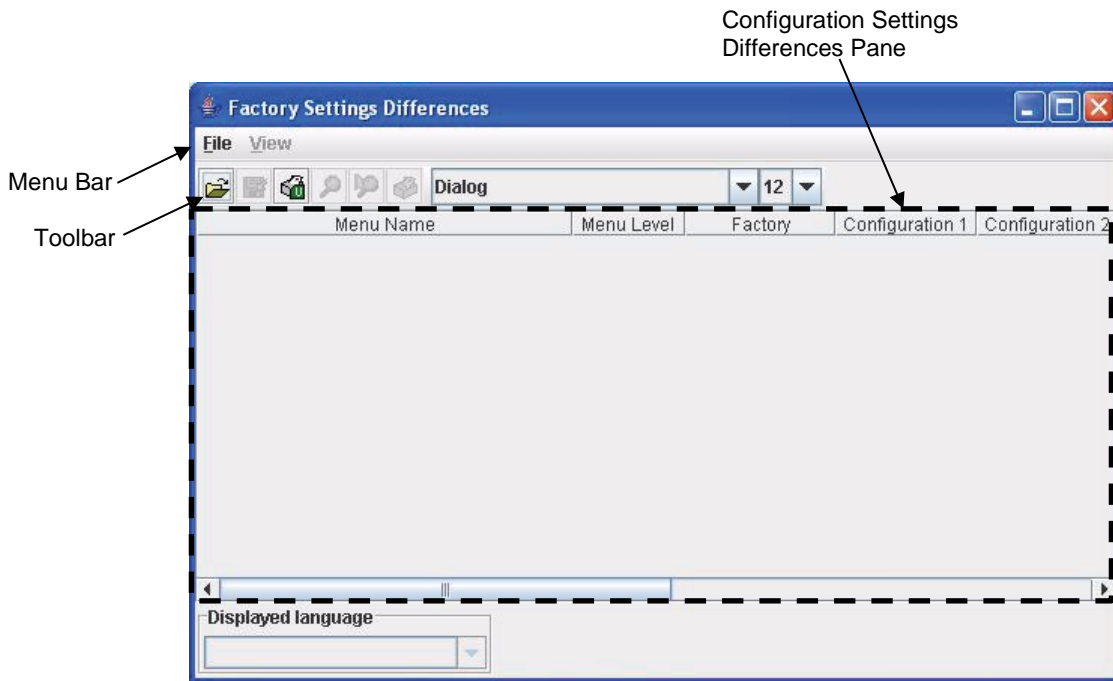 Configuration Settings
Differences Pane
Factory Settings Differences
File View
Menu Bar
Dialog 12
Toolbar
Menu Name Menu Level Factory Configuration 1 Configuration 2
Displayed language